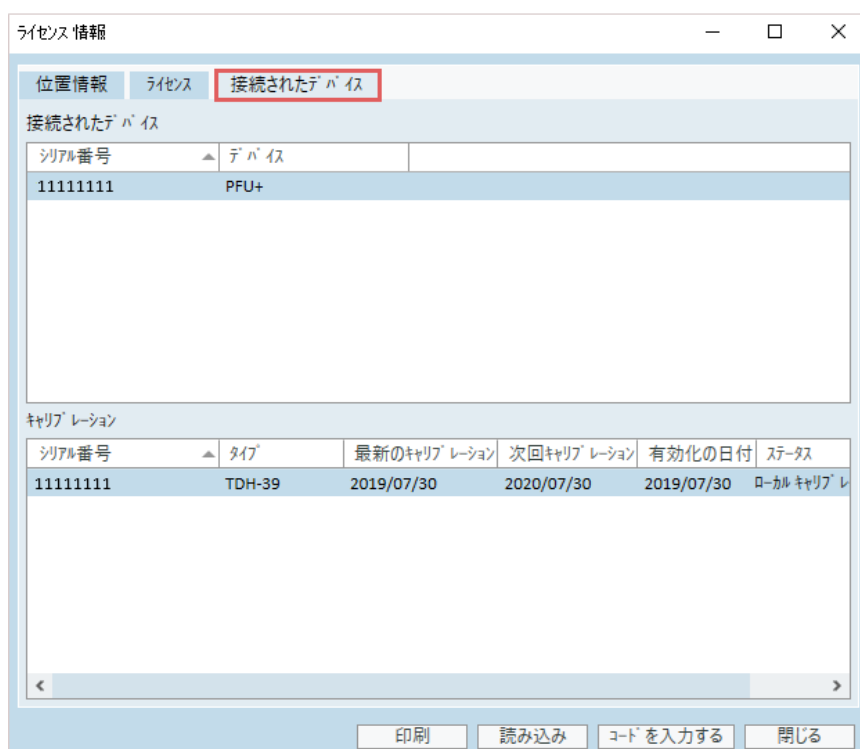 ライセンス情報
位置情報 ライセンス 接続されたデバイス
接続されたデバイス
シリアル番号 デバイス
11111111 PFU+
キャリブレーション
シリアル番号 タイプ 最新のキャリブレーション 次回キャリブレーション 有効化の日付 ステータス
11111111 TDH-39 2019/07/30 2020/07/30 2019/07/30 ローカルキャリブレ
印刷 読み込み コードを入力する 閉じる